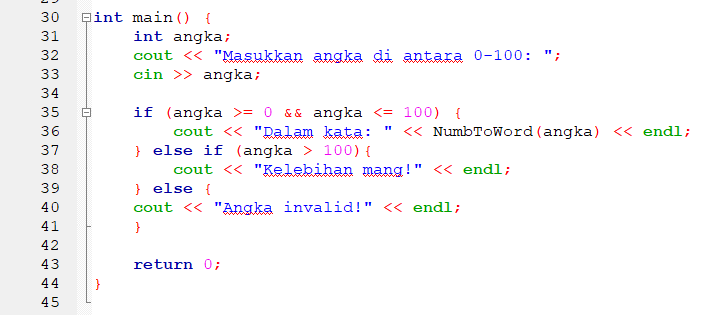 30 int main() {
31     int angka;
32     cout << "Masukkan angka di antara 0-100: ";
33     cin >> angka;
34
35     if (angka >= 0 && angka <= 100) {
36         cout << "Dalam kata: " << NumbToWord(angka) << endl;
37     } else if (angka > 100){
38         cout << "Kelebihan mang!" << endl;
39     } else {
40     cout << "Angka invalid!" << endl;
41     }
42
43     return 0;
44 }
45